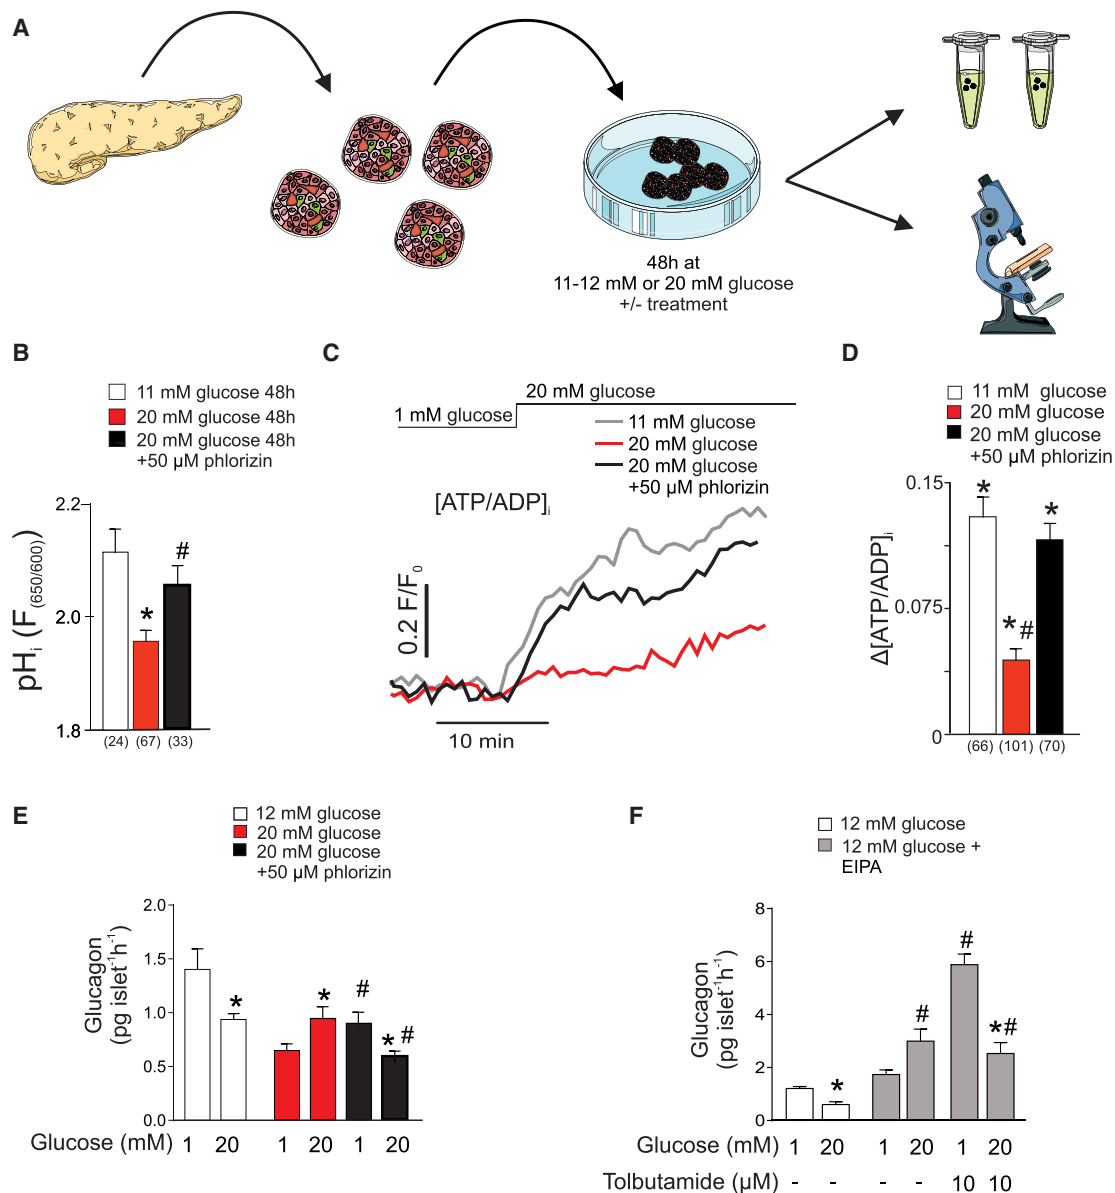 A
48h at
11-12 mM or 20 mM glucose
+/- treatment
B
11 mM glucose 48h
20 mM glucose 48h
20 mM glucose 48h
+50 µM phlorizin
pHi (F(650/600))
2.2
2.0
1.8
*
#
(24) (67) (33)
C
20 mM glucose
1 mM glucose
11 mM glucose
20 mM glucose
20 mM glucose
+50 µM phlorizin
[ATP/ADP]i
0.2 F/F0
10 min
D
11 mM glucose
20 mM glucose
20 mM glucose
+50 µM phlorizin
Δ[ATP/ADP]i
0.15
0.075
0
*
*#
*
(66) (101) (70)
E
12 mM glucose
20 mM glucose
20 mM glucose
+50 µM phlorizin
Glucagon
(pg islet-1h-1)
2.0
1.5
1.0
0.5
0.0
*
*
#
*#
Glucose (mM) 1 20 1 20 1 20
F
12 mM glucose
12 mM glucose +
EIPA
Glucagon
(pg islet-1h-1)
8
6
4
2
0
*
#
#
*#
Glucose (mM) 1 20 1 20 1 20
Tolbutamide (µM) - - - - 10 10